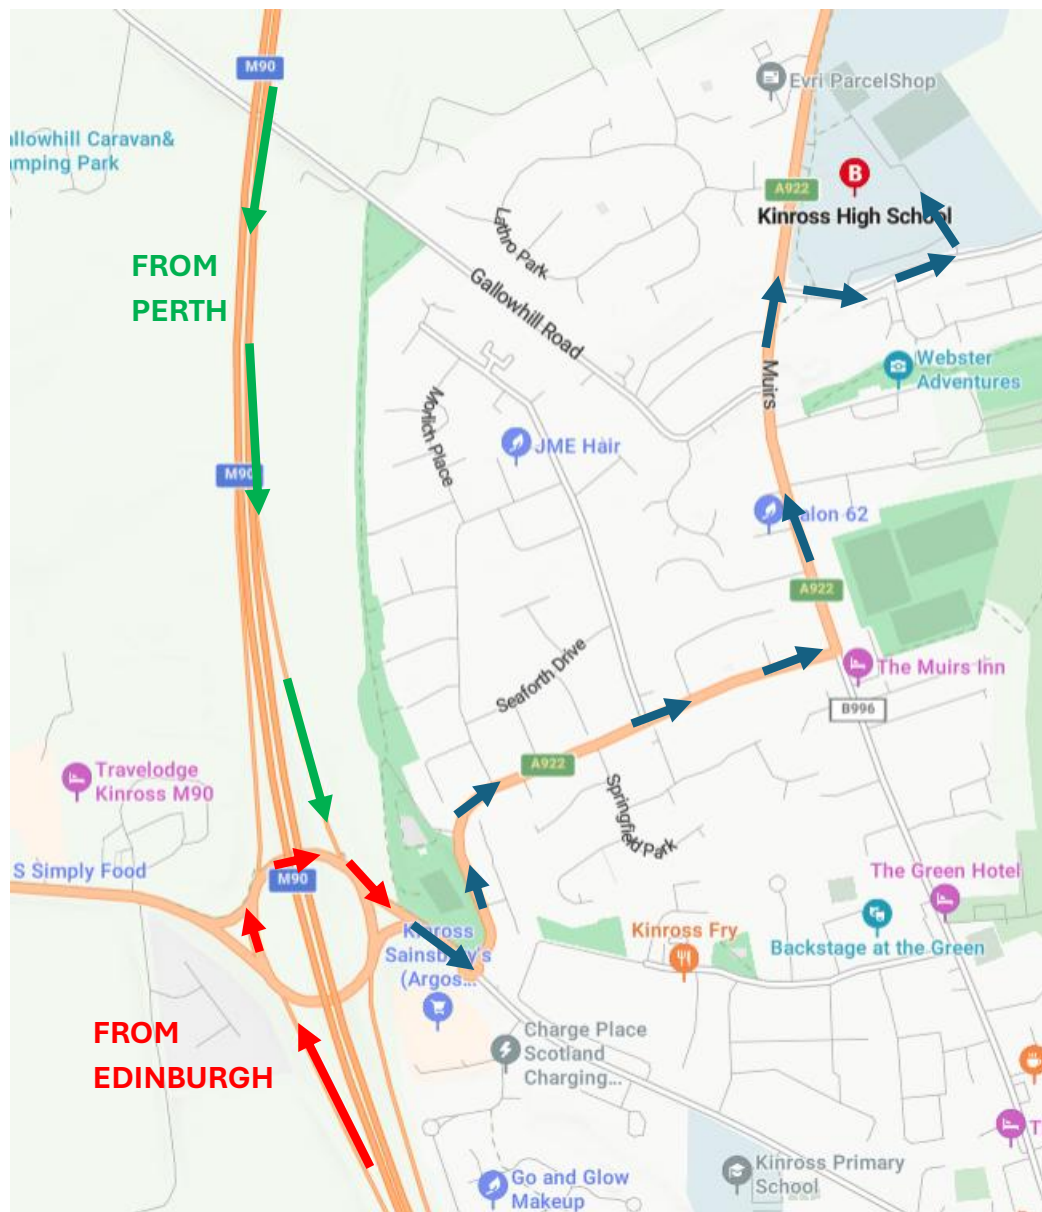 M90
Evri ParcelShop
allowhill Caravan&
amping Park
A922
Kinross High School
B
Lathro Park
FROM
PERTH
Gallowhill Road
Webster
Adventures
Muirs
Morlich Place
JME Hair
M90
alon 62
A922
The Muirs Inn
Seaforth Drive
B996
A922
Travelodge
Kinross M90
Springfield Park
S Simply Food
M90
The Green Hotel
Kinross
Sainsbury's
(Argos...
Kinross Fry
Backstage at the Green
FROM
EDINBURGH
Charge Place
Scotland
Charging...
T
Kinross Primary
School
Go and Glow
Makeup